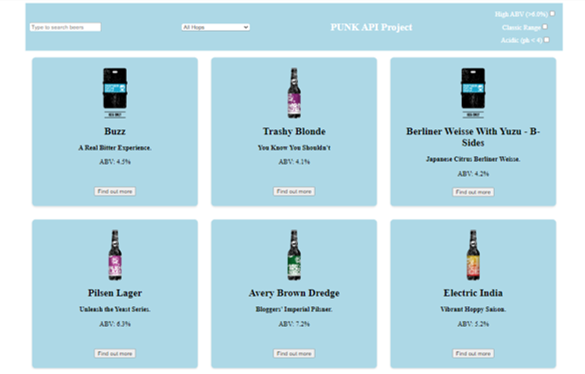 Type to search beers
All Hops
PUNK API Project
High ABV (>6.0%)
Classic Range
Acidic (ph < 4)
Buzz
A Real Bitter Experience.
ABV: 4.5%
Find out more
Trashy Blonde
You Know You Shouldn't
ABV: 4.1%
Find out more
Berliner Weisse With Yuzu - B-
Sides
Japanese Citrus Berliner Weisse.
ABV: 4.2%
Find out more
Pilsen Lager
Unleash the Yeast Series.
ABV: 6.3%
Find out more
Avery Brown Dredge
Bloggers' Imperial Pilsner.
ABV: 7.2%
Find out more
Electric India
Vibrant Hoppy Saison.
ABV: 5.2%
Find out more